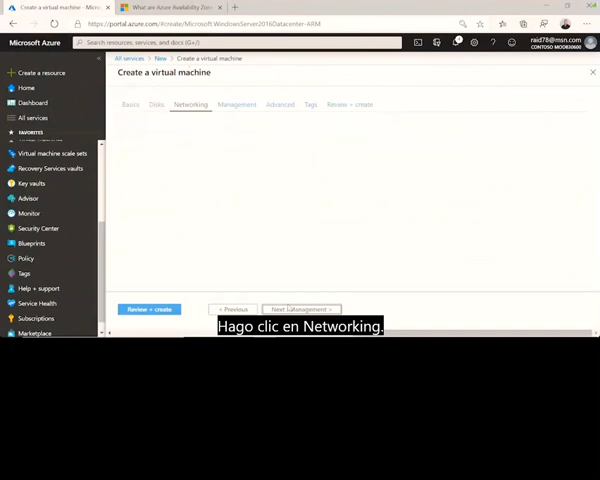 Create a virtual machine - Micro
What are Azure Availability Zone
https://portal.azure.com/#create/Microsoft.WindowServer2016Datacenter-ARM
Microsoft Azure
Search resources, services, and docs (G+/)
raid78@msn.com
Create a resource
Home
Dashboard
All services
FAVORITES
Virtual machine scale sets
Recovery Services vaults
Key vaults
Advisor
Monitor
Security Center
Blueprints
Policy
Tags
Help + support
Service Health
Subscriptions
Marketplace
All services > New > Create a virtual machine
Create a virtual machine
Basics Disks Networking Management Advanced Tags Review + create
Review + create < Previous Next : Management >
Hago clic en Networking.